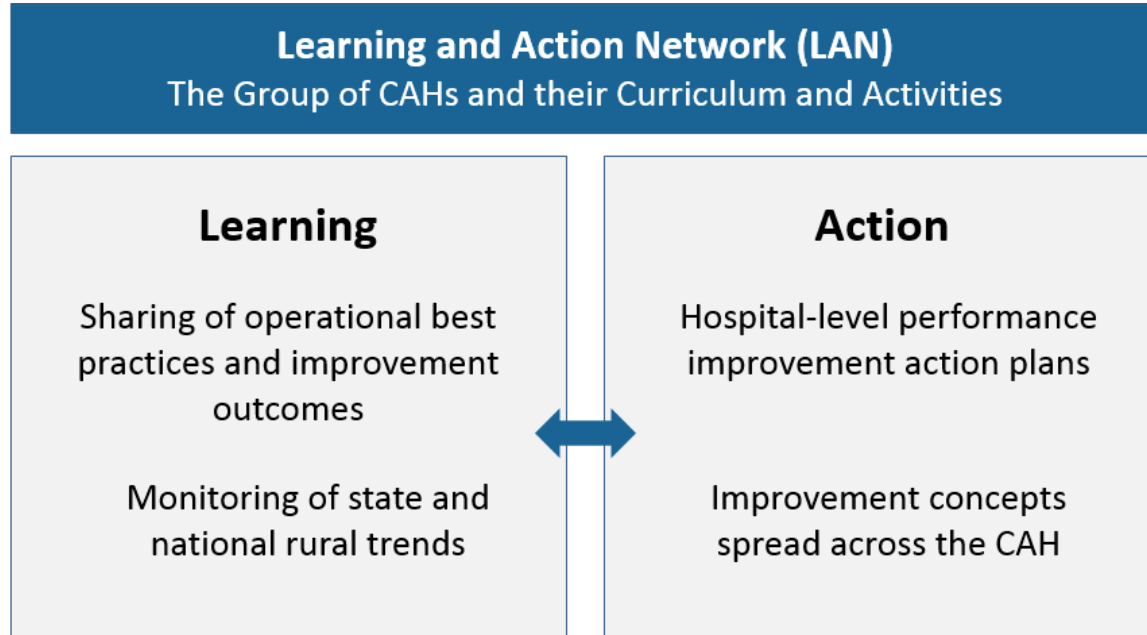 Learning and Action Network (LAN)
The Group of CAHs and their Curriculum and Activities
Learning
Sharing of operational best
practices and improvement
outcomes
Monitoring of state and
national rural trends
Action
Hospital-level performance
improvement action plans
Improvement concepts
spread across the CAH